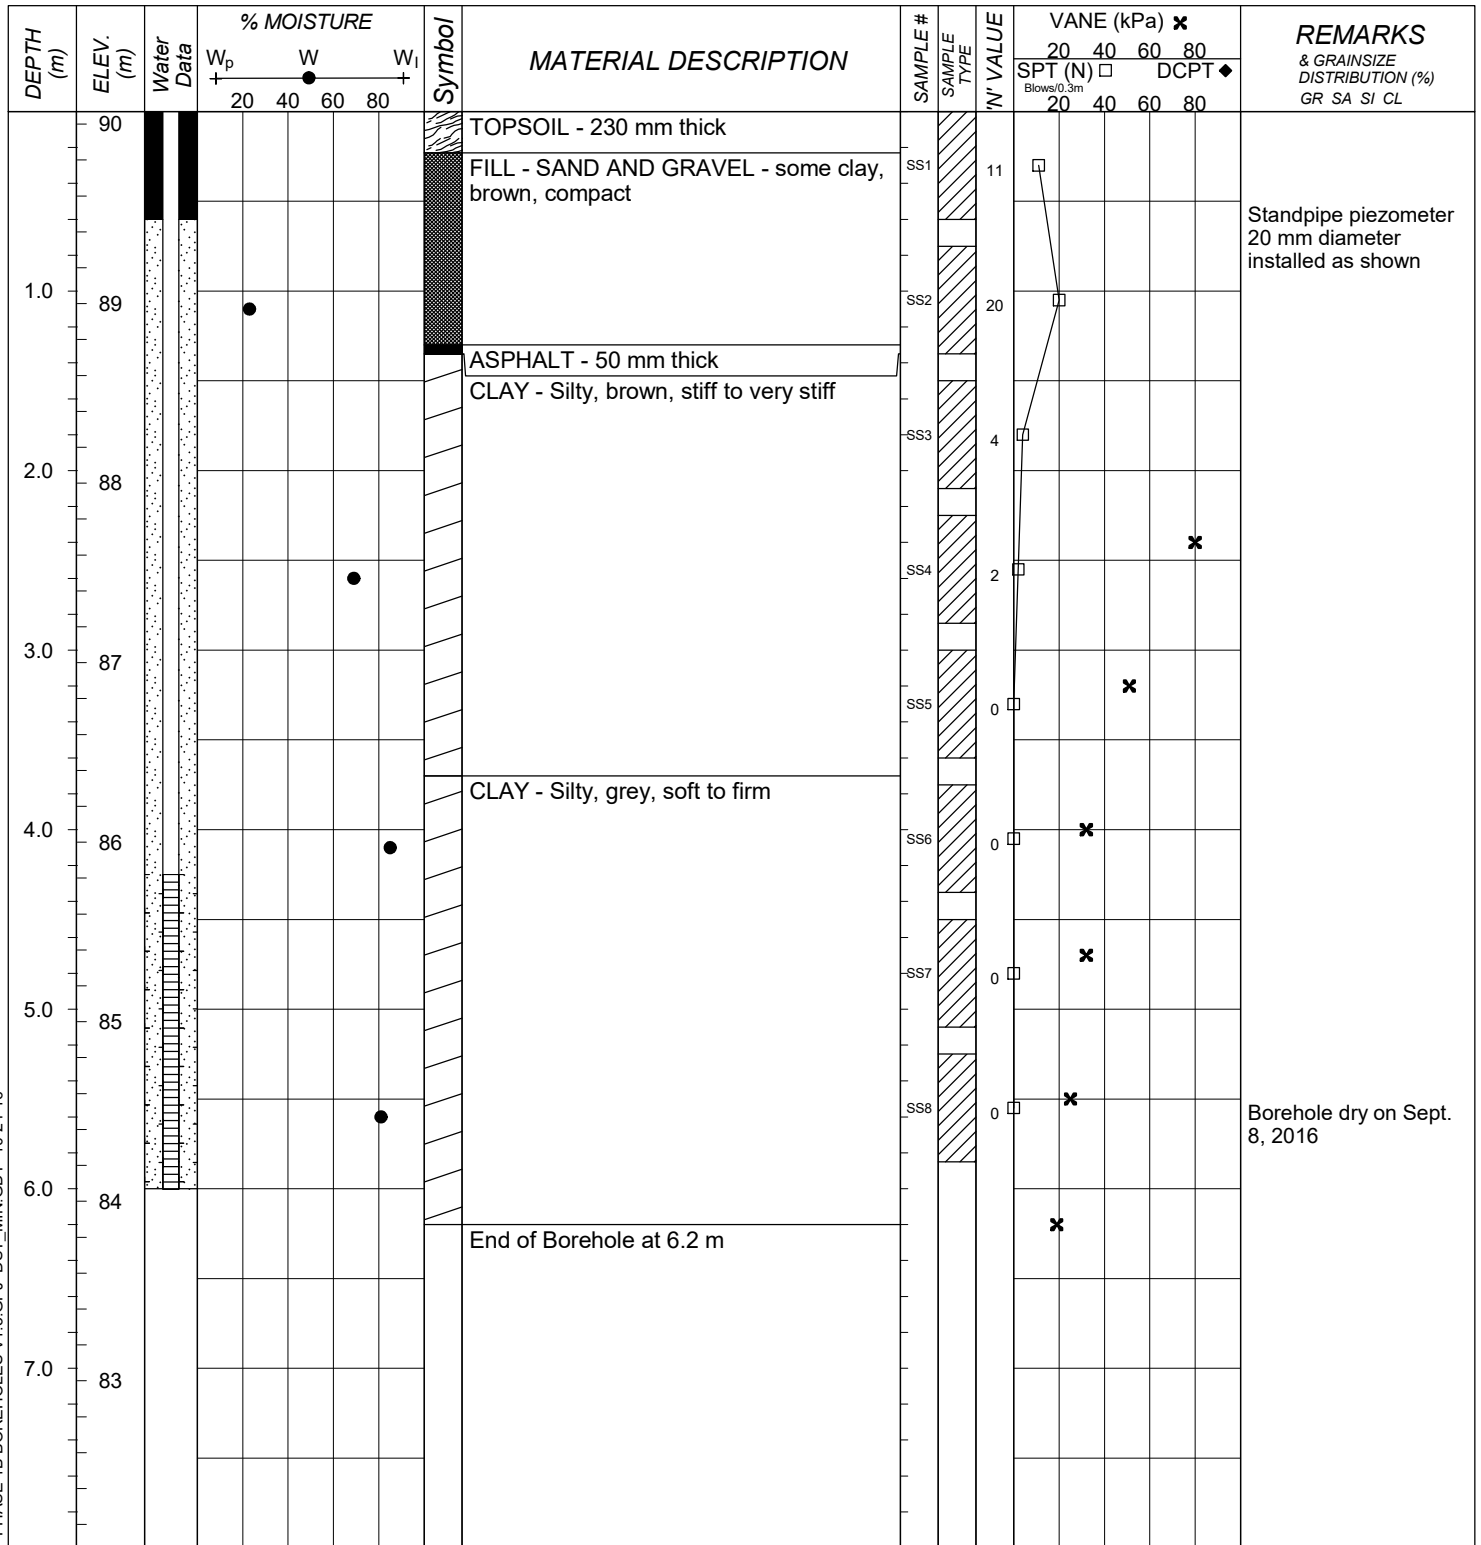 DEPTH (m)
ELEV. (m)
Water Data
% MOISTURE
Wp W Wl
20 40 60 80
Symbol
MATERIAL DESCRIPTION
SAMPLE #
SAMPLE TYPE
'N' VALUE
VANE (kPa)
20 40 60 80
SPT (N) DCPT
Blows/0.3m
20 40 60 80
REMARKS
& GRAINSIZE
DISTRIBUTION (%)
GR SA SI CL
90
TOPSOIL - 230 mm thick
FILL - SAND AND GRAVEL - some clay,
brown, compact
SS1
11
Standpipe piezometer
20 mm diameter
installed as shown
1.0
89
SS2
20
ASPHALT - 50 mm thick
CLAY - Silty, brown, stiff to very stiff
SS3
4
2.0
88
SS4
2
3.0
87
SS5
0
CLAY - Silty, grey, soft to firm
4.0
86
SS6
0
SS7
0
5.0
85
SS8
0
Borehole dry on Sept.
8, 2016
6.0
84
End of Borehole at 6.2 m
7.0
83